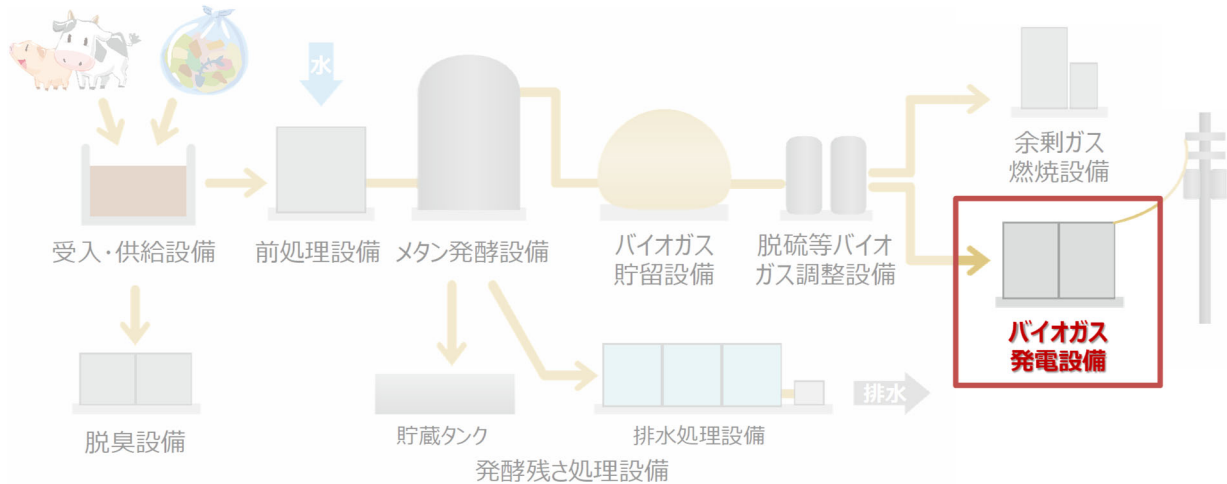 水
余剰ガス
燃焼設備
受入・供給設備
前処理設備
メタン発酵設備
バイオガス
貯留設備
脱硫等バイオ
ガス調整設備
バイオガス
発電設備
脱臭設備
貯蔵タンク
排水処理設備
排水
発酵残さ処理設備